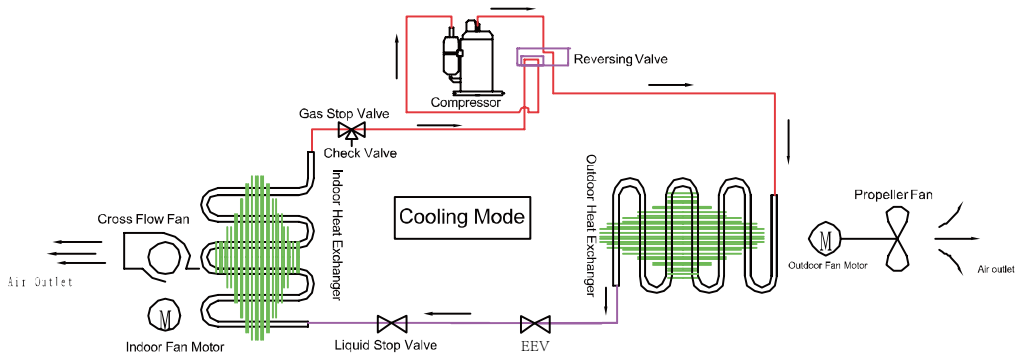 Reversing Valve
Compressor
Gas Stop Valve
Check Valve
Indoor Heat Exchanger
Outdoor Heat Exchanger
Propeller Fan
Cooling Mode
Cross Flow Fan
M
Outdoor Fan Motor
Air outlet
Air Outlet
M
Indoor Fan Motor
Liquid Stop Valve
EEV